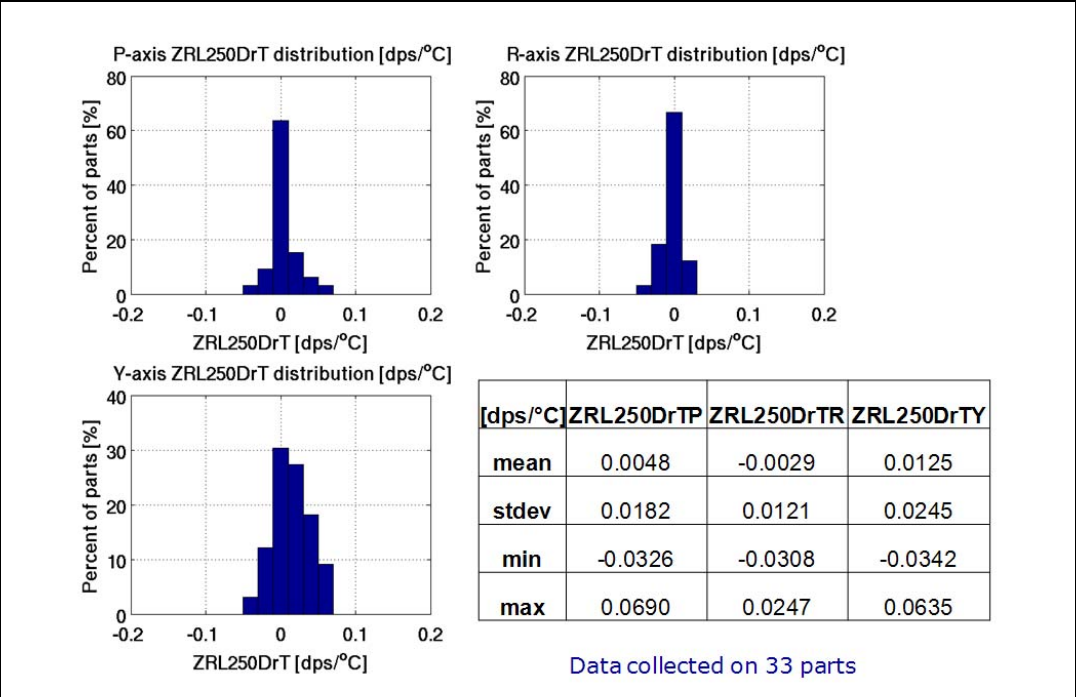 P-axis ZRL250DrT distribution [dps/°C]
80
60
40
20
0
Percent of parts [%]
-0.2 -0.1 0 0.1 0.2
ZRL250DrT [dps/°C]
R-axis ZRL250DrT distribution [dps/°C]
80
60
40
20
0
Percent of parts [%]
-0.2 -0.1 0 0.1 0.2
ZRL250DrT [dps/°C]
Y-axis ZRL250DrT distribution [dps/°C]
40
30
20
10
0
Percent of parts [%]
-0.2 -0.1 0 0.1 0.2
ZRL250DrT [dps/°C]
[dps/°C] ZRL250DrTP ZRL250DrTR ZRL250DrTY
mean 0.0048 -0.0029 0.0125
stdev 0.0182 0.0121 0.0245
min -0.0326 -0.0308 -0.0342
max 0.0690 0.0247 0.0635
Data collected on 33 parts